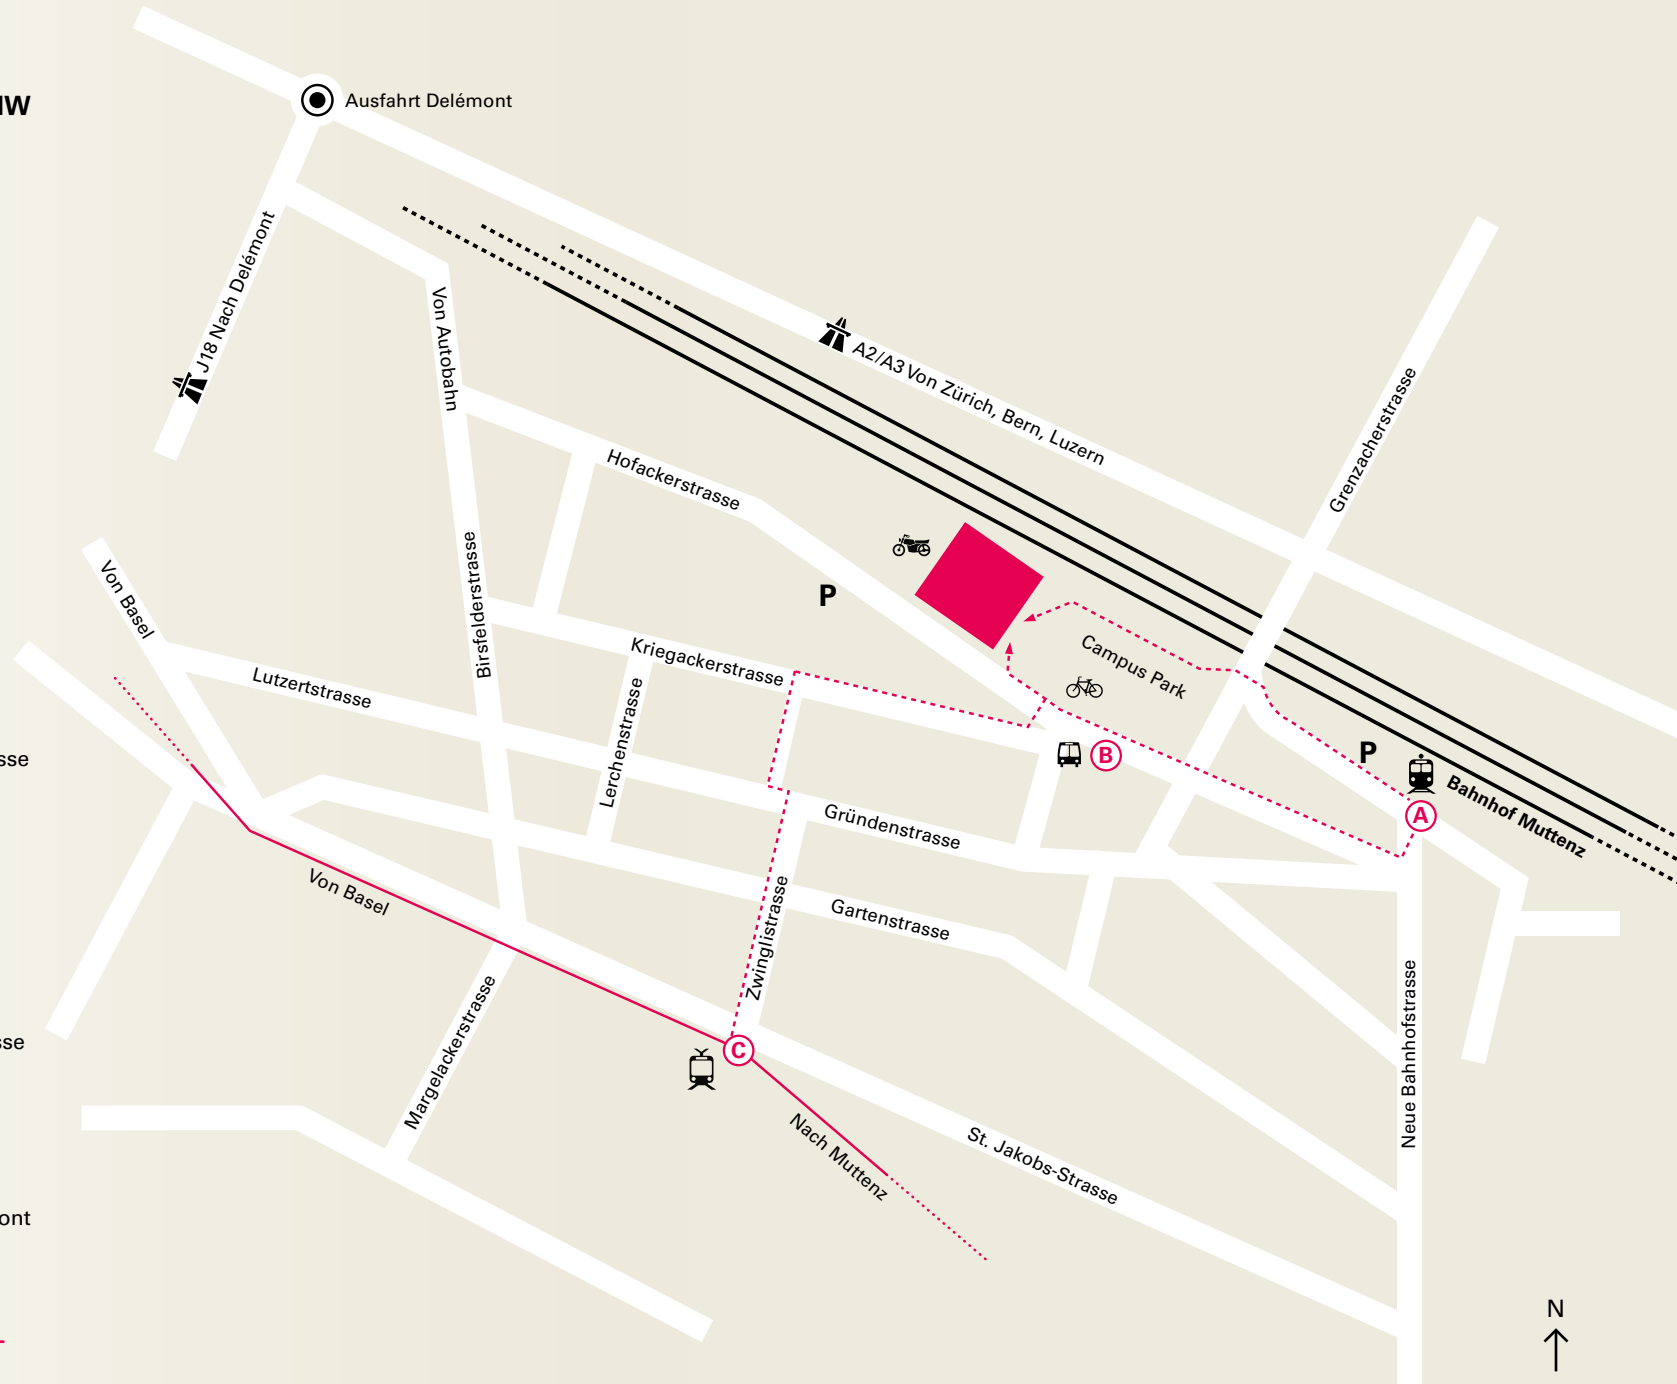 Ausfahrt Delémont
J18 Nach Delémont
Von Autobahn
A2/A3 Von Zürich, Bern, Luzern
Grenzacherstrasse
Hofackerstrasse
P
Von Basel
Birsfelderstrasse
Kriegackerstrasse
Campus Park
Lutzertstrasse
Lerchenstrasse
B
P
Bahnhof Muttenz
A
sse
Gründenstrasse
Von Basel
Gartenstrasse
Zwinglistrasse
Neue Bahnhofstrasse
Margelackerstrasse
C
sse
Nach Muttenz
St. Jakobs-Strasse
ont
N